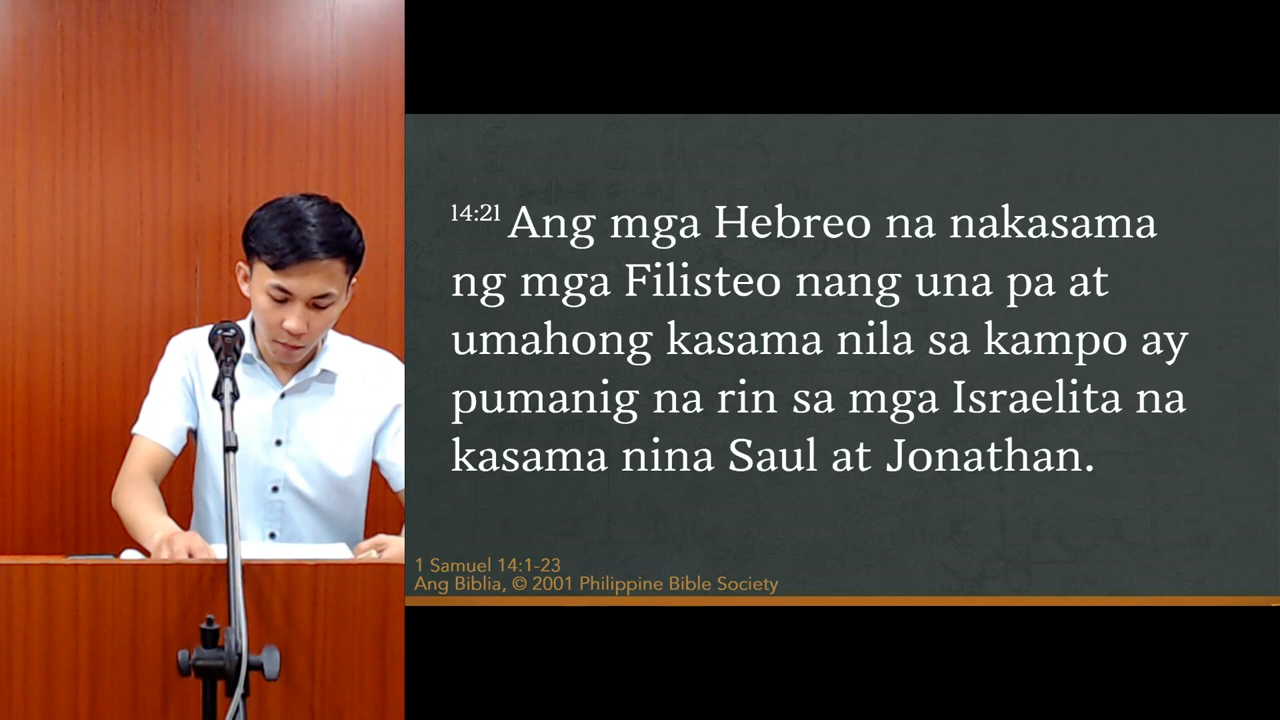 14:21 Ang mga Hebreo na nakasama
ng mga Filisteo nang una pa at
umahong kasama nila sa kampo ay
pumanig na rin sa mga Israelita na
kasama nina Saul at Jonathan.
1 Samuel 14:1-23
Ang Biblia, © 2001 Philippine Bible Society